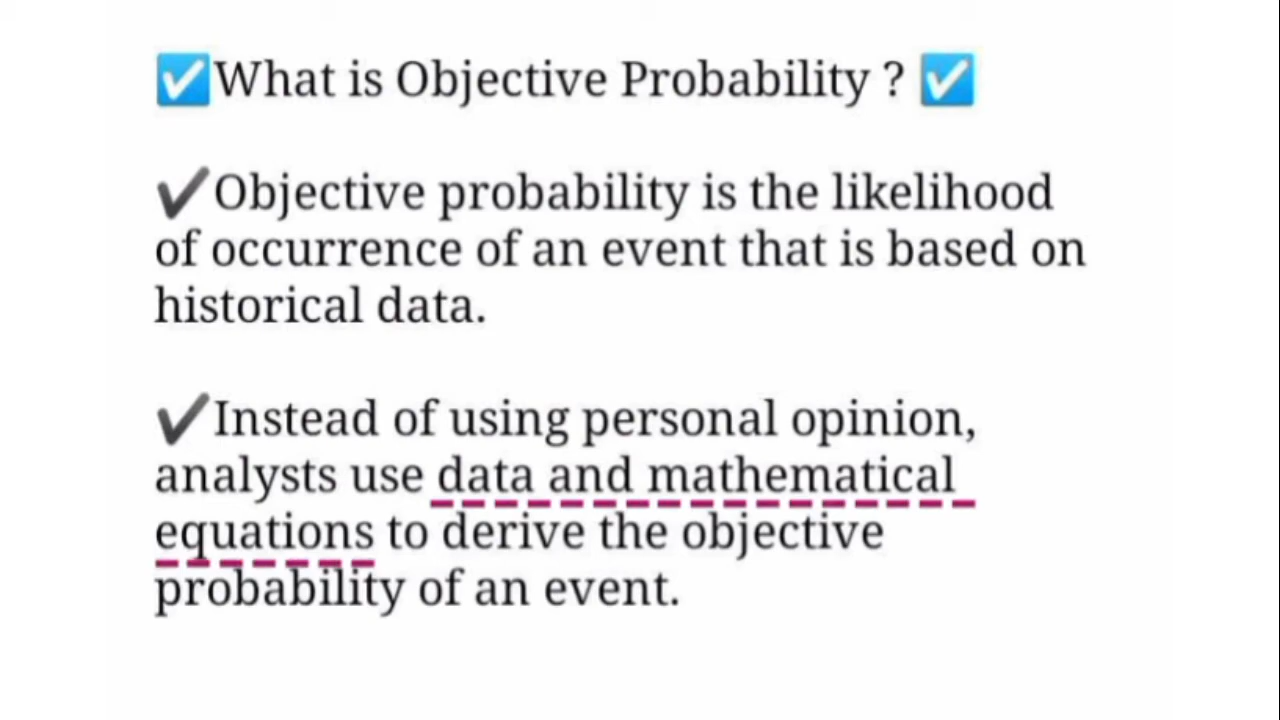 ☑What is Objective Probability ? ☑
✔Objective probability is the likelihood
of occurrence of an event that is based on
historical data.
✔Instead of using personal opinion,
analysts use data and mathematical
equations to derive the objective
probability of an event.